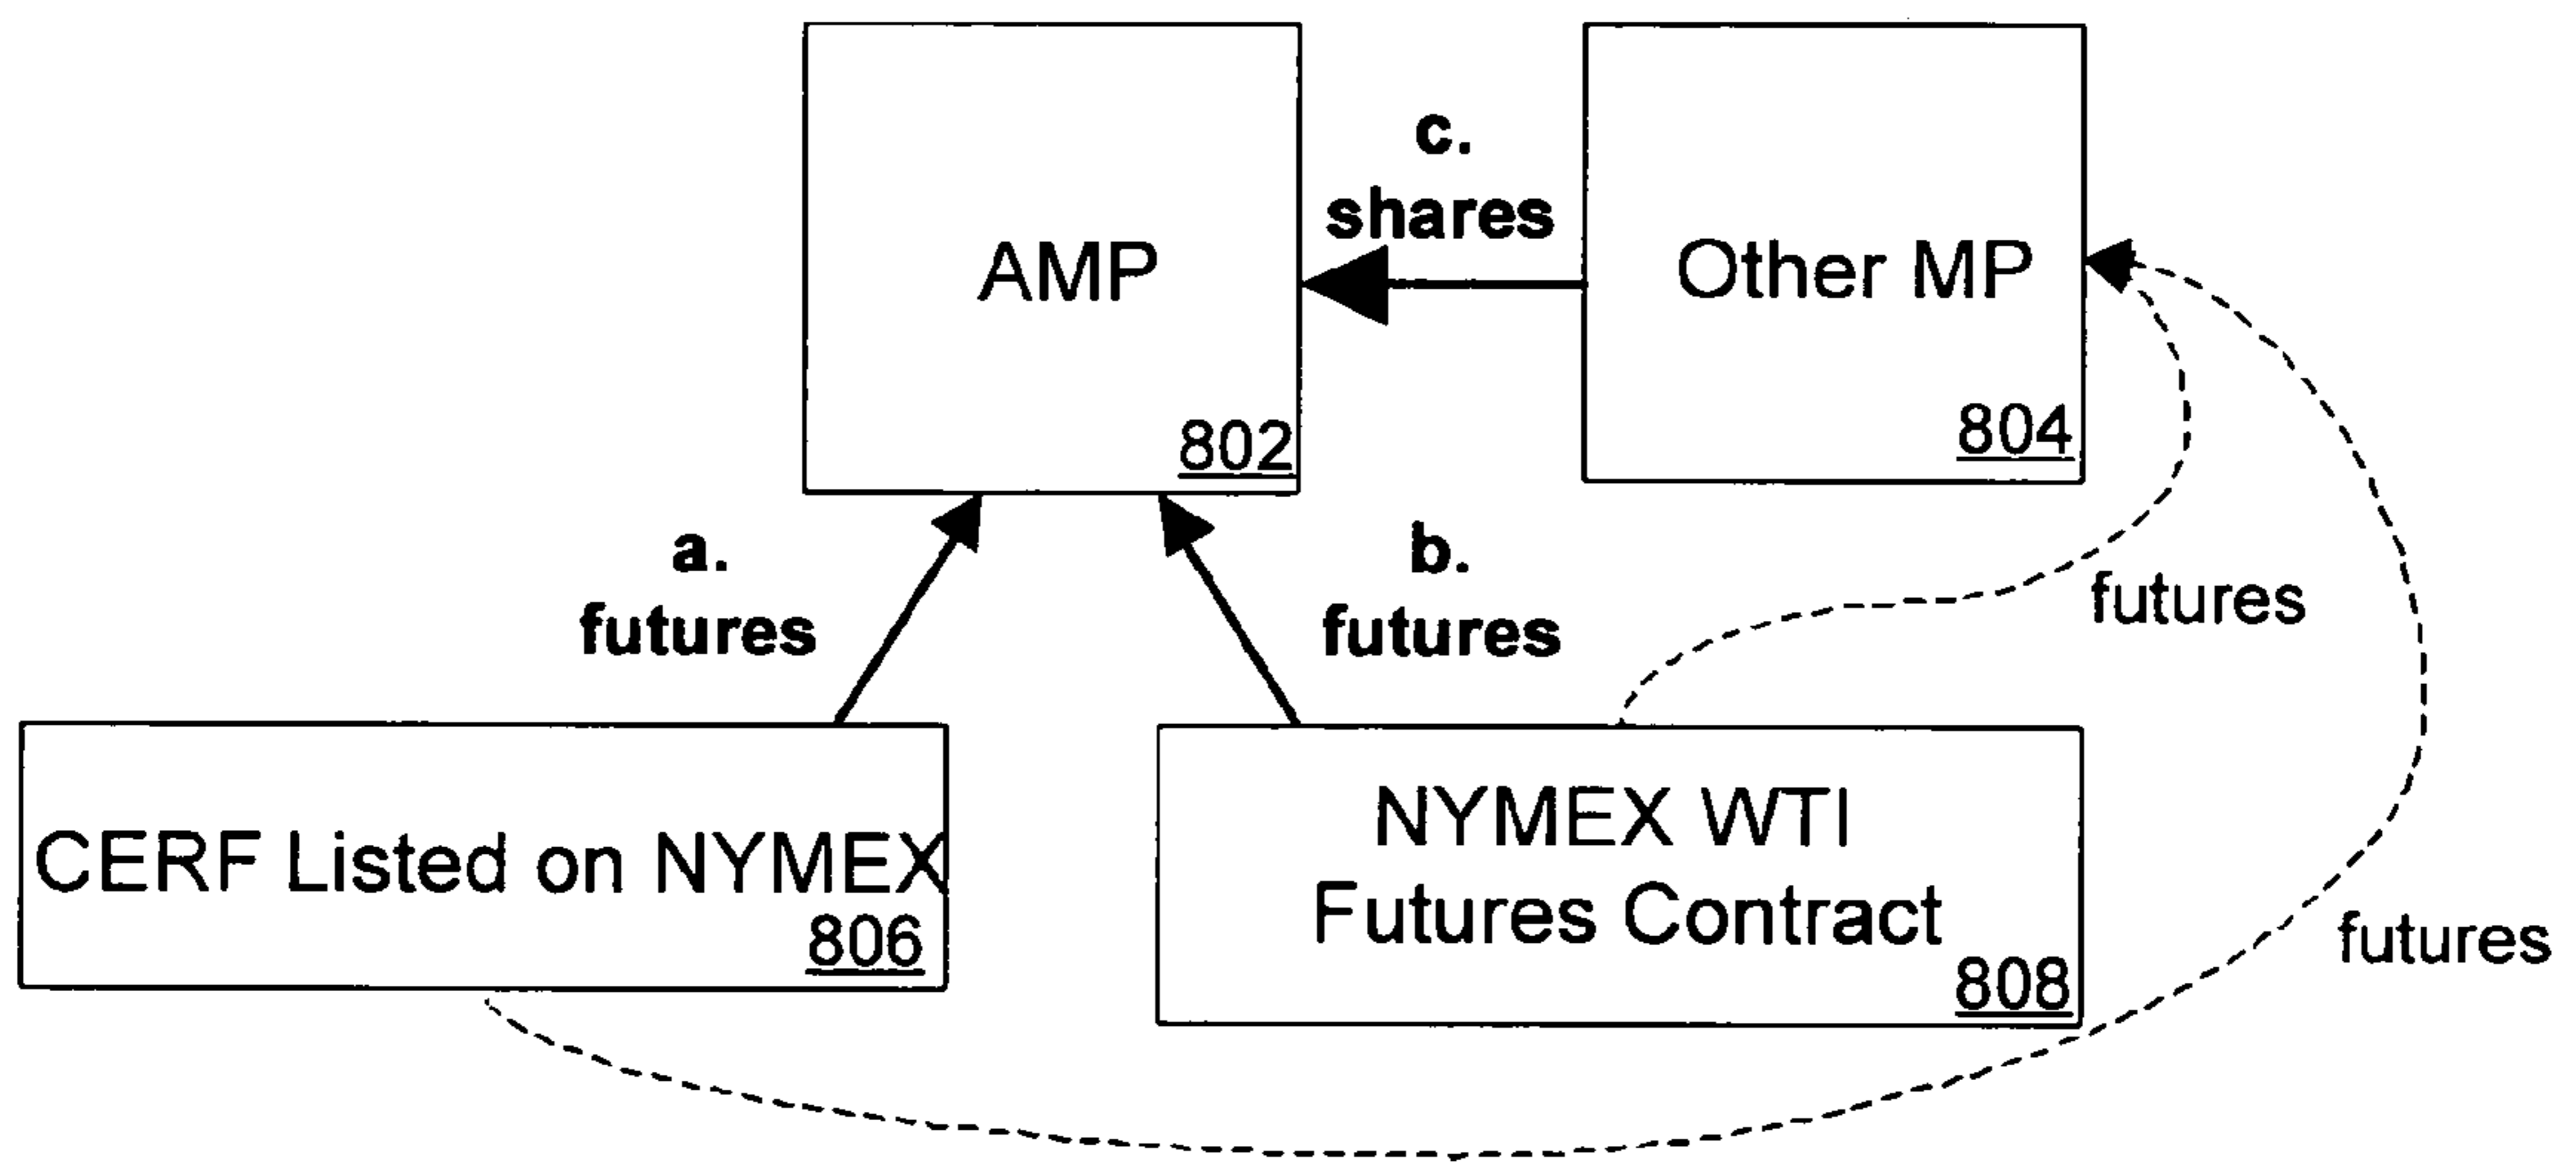 c.
shares
AMP
Other MP
802
804
a.
futures
b.
futures
futures
CERF Listed on NYMEX
806
NYMEX WTI
Futures Contract
808
futures